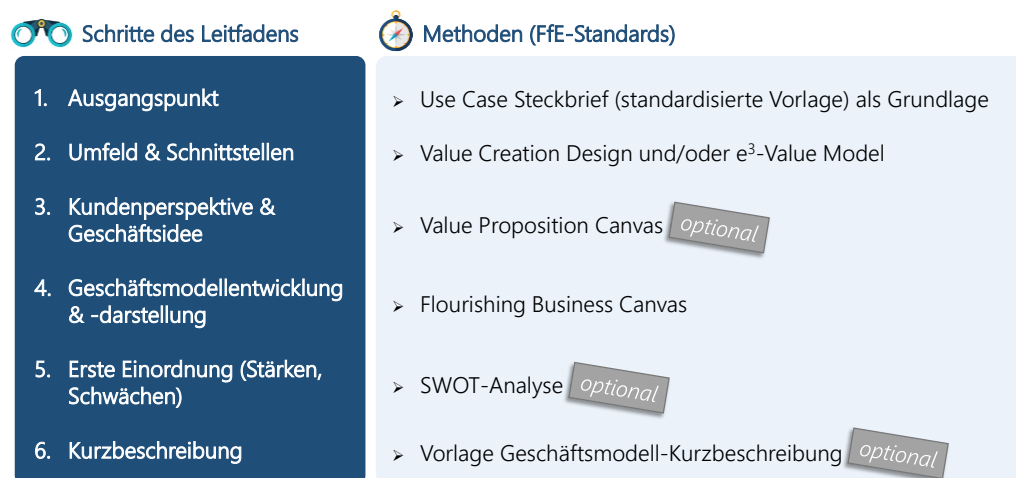 Schritte des Leitfadens
Methoden (FfE-Standards)
1. Ausgangspunkt
➢ Use Case Steckbrief (standardisierte Vorlage) als Grundlage
2. Umfeld & Schnittstellen
➢ Value Creation Design und/oder e³-Value Model
3. Kundenperspektive &
Geschäftsidee
➢ Value Proposition Canvas optional
4. Geschäftsmodellentwicklung
& -darstellung
➢ Flourishing Business Canvas
5. Erste Einordnung (Stärken,
Schwächen)
➢ SWOT-Analyse optional
6. Kurzbeschreibung
➢ Vorlage Geschäftsmodell-Kurzbeschreibung optional